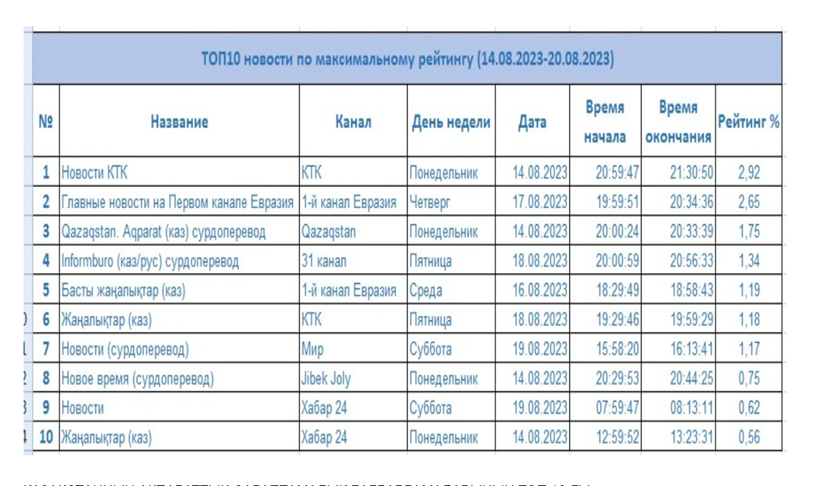 ТОП10 новости по максимальному рейтингу (14.08.2023-20.08.2023)
№ Название Канал День недели Дата Время начала Время окончания Рейтинг %
1 Новости КТК КТК Понедельник 14.08.2023 20:59:47 21:30:50 2,92
2 Главные новости на Первом канале Евразия 1-й канал Евразия Четверг 17.08.2023 19:59:51 20:34:36 2,65
3 Qazaqstan. Aqparat (каз) сурдоперевод Qazaqstan Понедельник 14.08.2023 20:00:24 20:33:39 1,75
4 Informburo (каз/рус) сурдоперевод 31 канал Пятница 18.08.2023 20:00:59 20:56:33 1,34
5 Басты жаңалықтар (каз) 1-й канал Евразия Среда 16.08.2023 18:29:49 18:58:43 1,19
6 Жаңалықтар (каз) КТК Пятница 18.08.2023 19:29:46 19:59:29 1,18
7 Новости (сурдоперевод) Мир Суббота 19.08.2023 15:58:20 16:13:41 1,17
8 Новое время (сурдоперевод) Jibek Joly Понедельник 14.08.2023 20:29:53 20:44:25 0,75
9 Новости Хабар 24 Суббота 19.08.2023 07:59:47 08:13:11 0,62
10 Жаңалықтар (каз) Хабар 24 Понедельник 14.08.2023 12:59:52 13:23:31 0,56